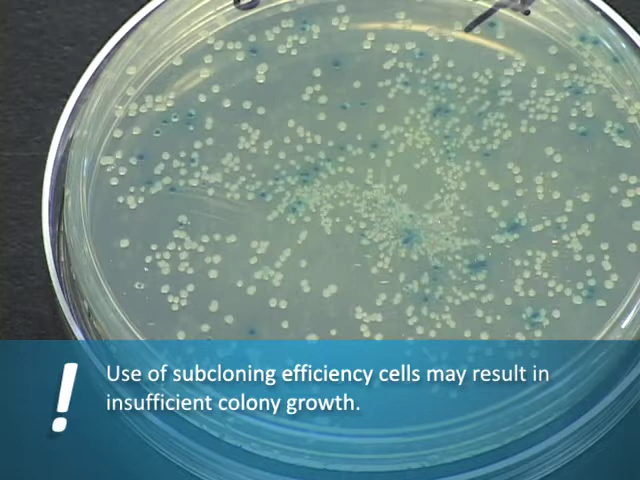 !
Use of subcloning efficiency cells may result in
insufficient colony growth.